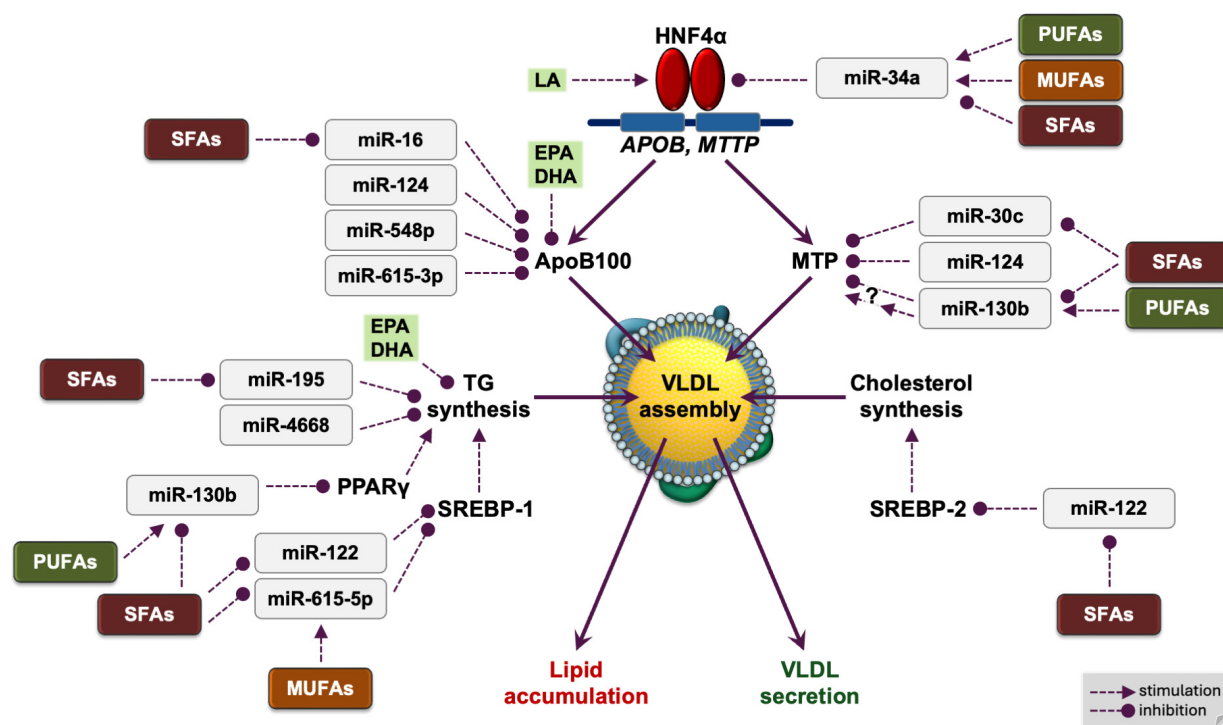 HNF4α
PUFAs
LA
miR-34a
MUFAs
SFAs
APOB, MTTP
SFAs
miR-16
EPA
DHA
miR-124
miR-548p
miR-615-3p
ApoB100
MTP
miR-30c
miR-124
miR-130b
?
SFAs
PUFAs
EPA
DHA
SFAs
miR-195
miR-4668
TG
synthesis
VLDL
assembly
Cholesterol
synthesis
miR-130b
PPARγ
SREBP-1
SREBP-2
miR-122
PUFAs
miR-122
miR-615-5p
SFAs
SFAs
MUFAs
Lipid
accumulation
VLDL
secretion
stimulation
inhibition